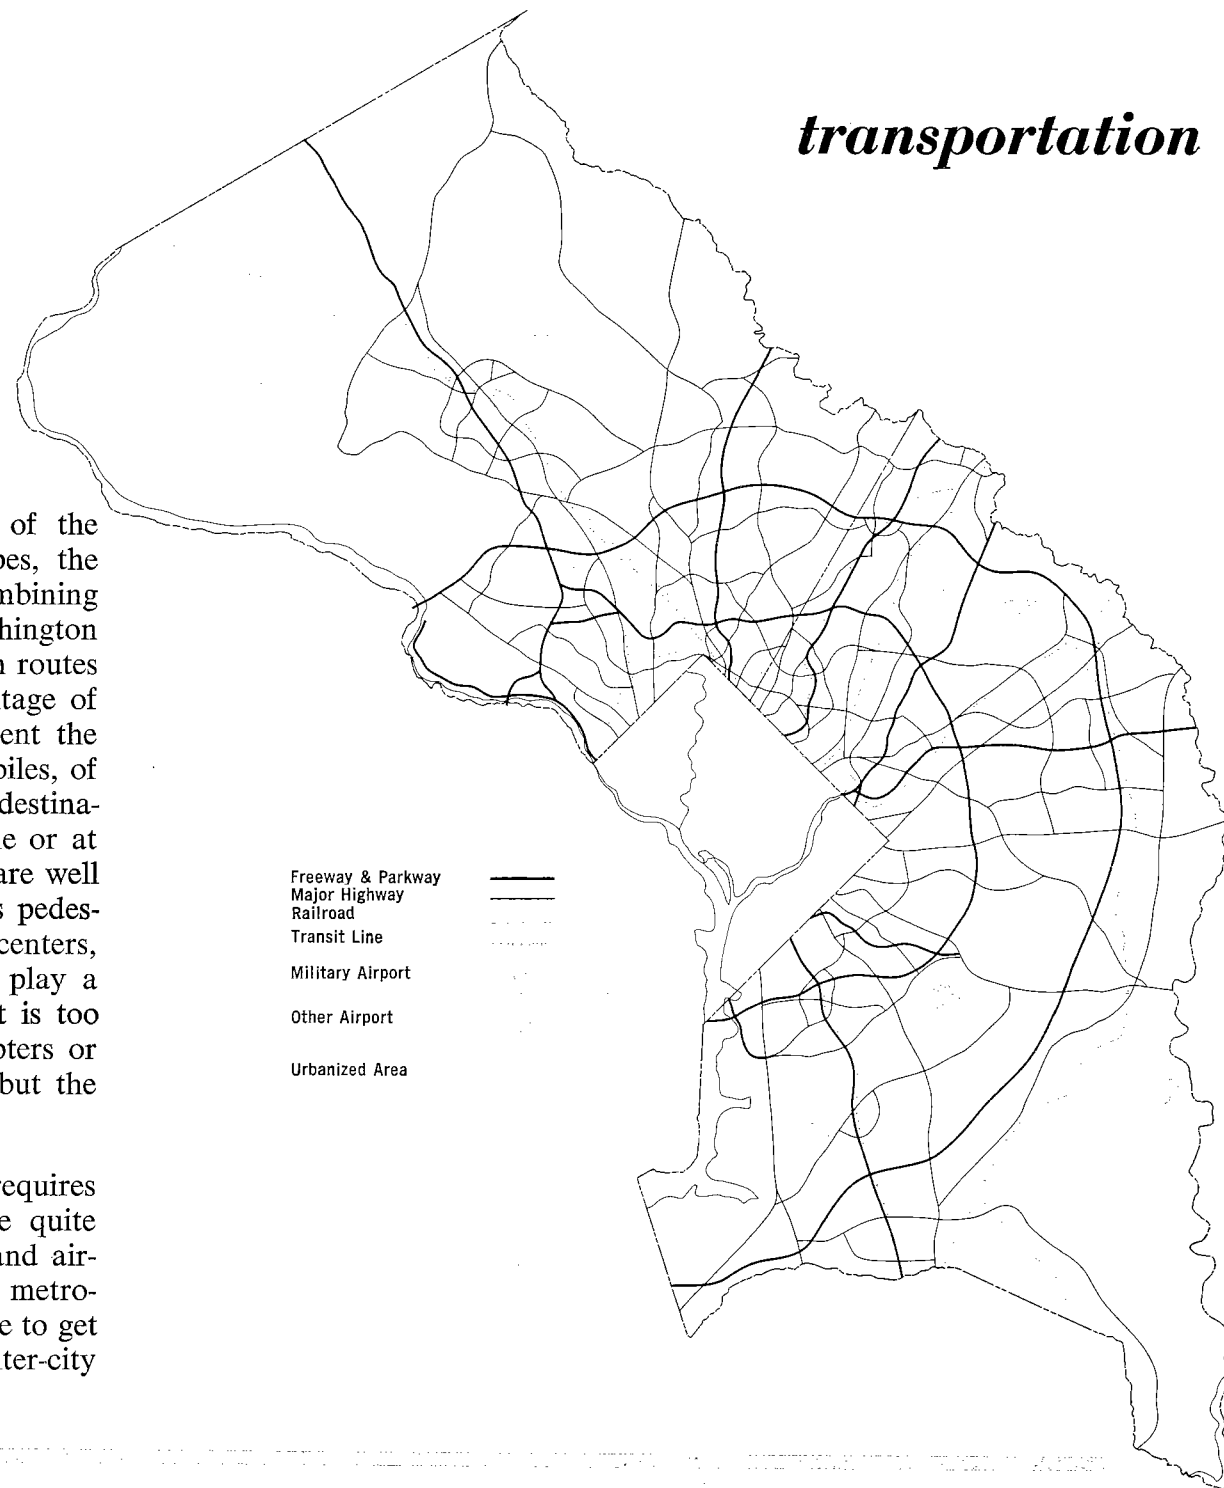 transportation
of the
pes, the
mbining
hington
n routes
tage of
ent the
biles, of
destina-
e or at
are well
s pedes-
centers,
play a
t is too
pters or
but the
requires
e quite
and air-
metro-
e to get
ter-city
Freeway & Parkway
Major Highway
Railroad
Transit Line
Military Airport
Other Airport
Urbanized Area